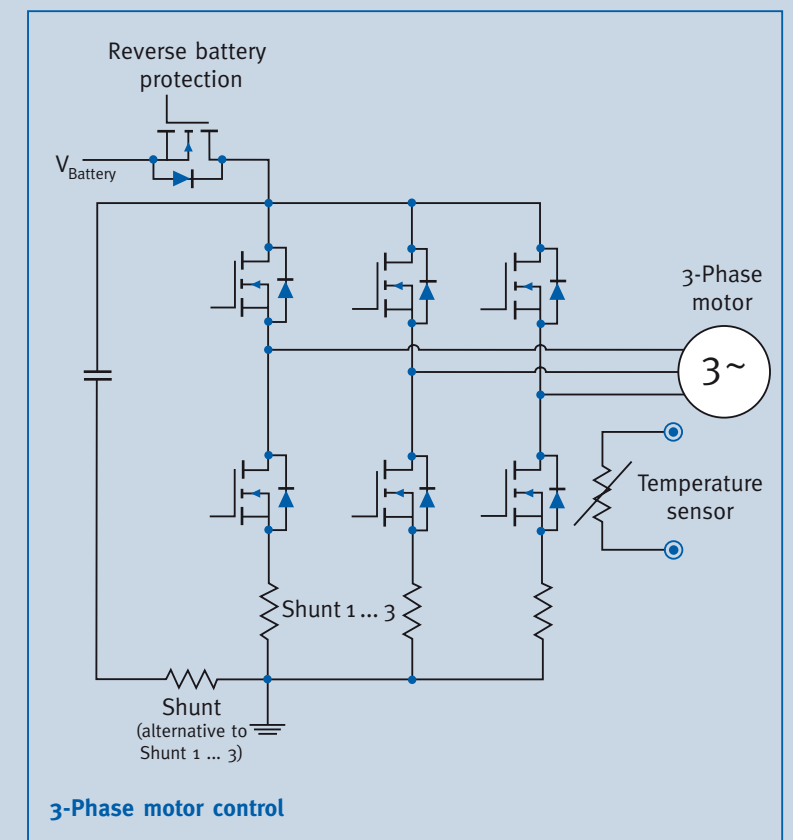 Reverse battery
protection
VBattery
3-Phase
motor
3~
Temperature
sensor
Shunt 1 ... 3
Shunt
(alternative to
Shunt 1 ... 3)
3-Phase motor control